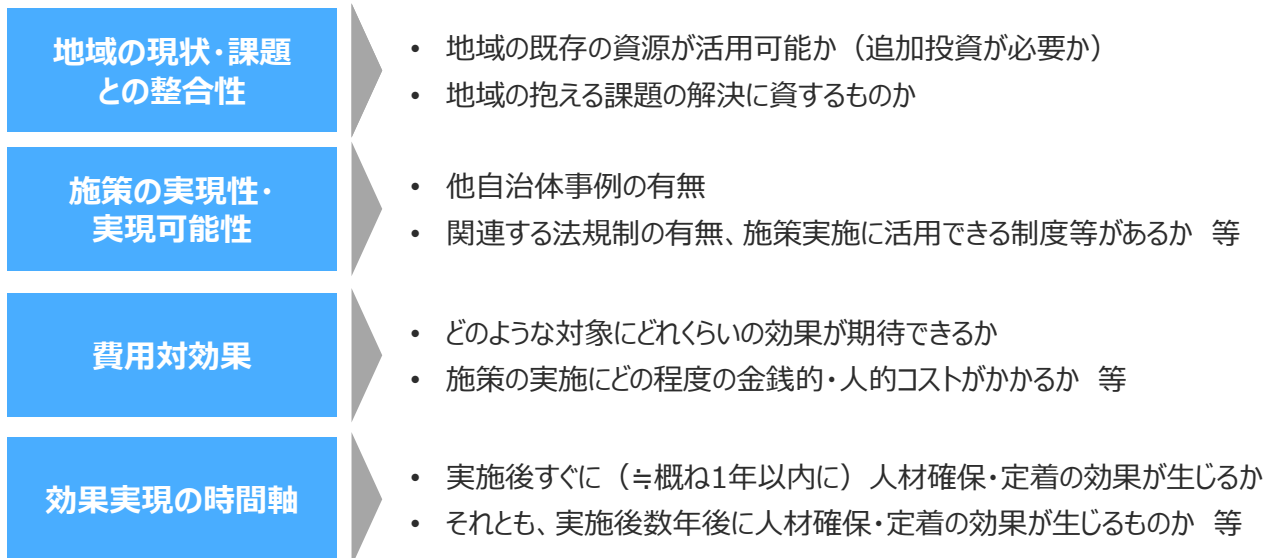 地域の現状・課題
との整合性
• 地域の既存の資源が活用可能か（追加投資が必要か）
• 地域の抱える課題の解決に資するものか
施策の実現性・
実現可能性
• 他自治体事例の有無
• 関連する法規制の有無、施策実施に活用できる制度等があるか 等
費用対効果
• どのような対象にどれくらいの効果が期待できるか
• 施策の実施にどの程度の金銭的・人的コストがかかるか 等
効果実現の時間軸
• 実施後すぐに（≒概ね1年以内に）人材確保・定着の効果が生じるか
• それとも、実施後数年後に人材確保・定着の効果が生じるものか 等